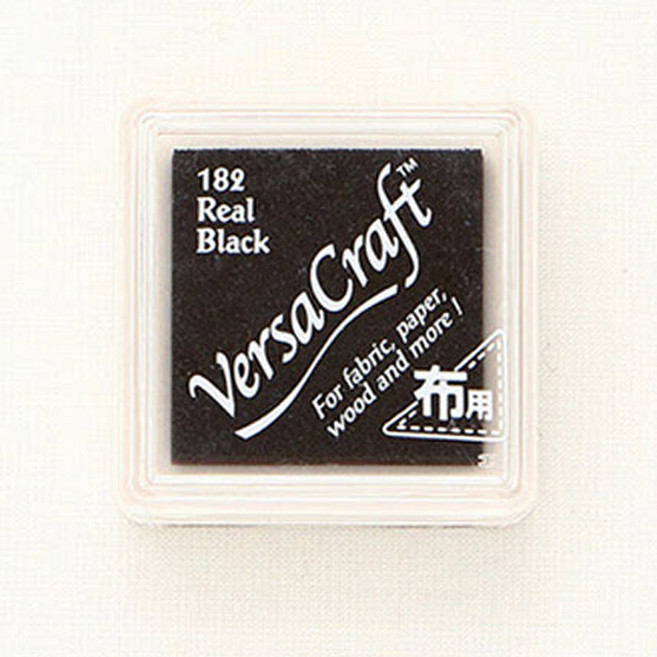 182
Real
Black
VersaCraft™
For fabric, paper,
wood and more!
布用